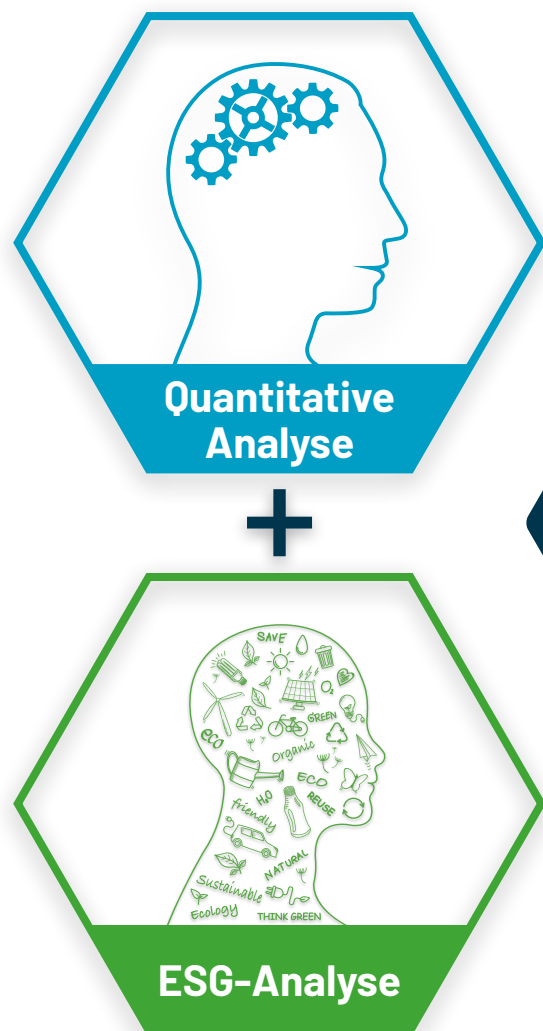 Quantitative
Analyse
+
SAVE
O₂
GREEN
eco
Organic
ECO
H₂O
REUSE
friendly
NATURAL
Sustainable
Ecology
THINK GREEN
ESG-Analyse